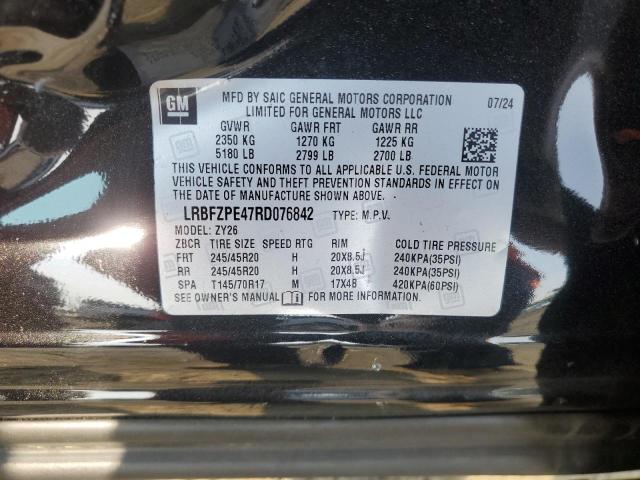 GM
MFD BY SAIC GENERAL MOTORS CORPORATION 07/24
LIMITED FOR GENERAL MOTORS LLC
GVWR GAWR FRT GAWR RR
2350 KG 1270 KG 1225 KG
5180 LB 2799 LB 2700 LB
THIS VEHICLE CONFORMS TO ALL APPLICABLE U.S. FEDERAL MOTOR
VEHICLE SAFETY AND THEFT PREVENTION STANDARDS IN EFFECT ON
THE DATE OF MANUFACTURE SHOWN ABOVE.
LRBFZPE47RD076842 TYPE: M.P.V.
MODEL: ZY26
ZBCR TIRE SIZE SPEED RTG RIM COLD TIRE PRESSURE
FRT 245/45R20 H 20X8.5J 240KPA(35PSI)
RR 245/45R20 H 20X8.5J 240KPA(35PSI)
SPA T145/70R17 M 17X4B 420KPA(60PSI)
SEE OWNER'S MANUAL FOR MORE INFORMATION